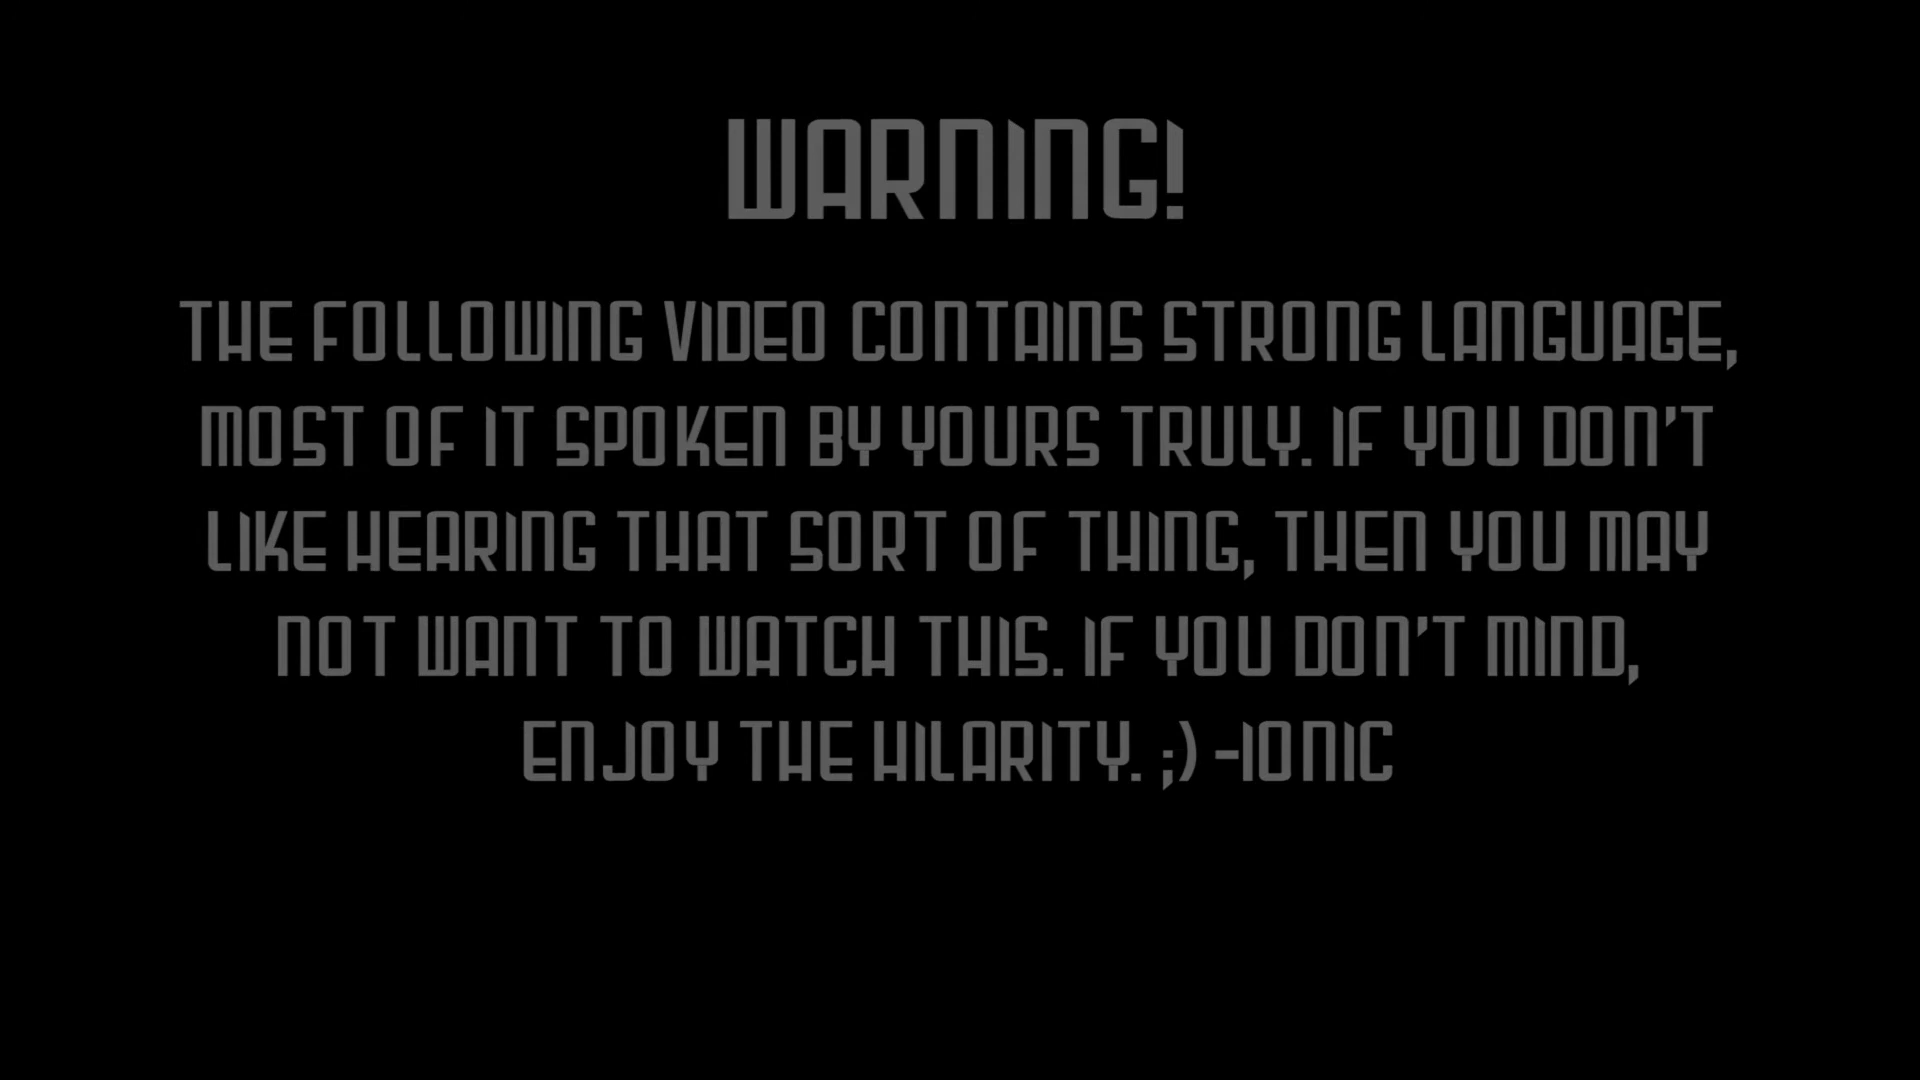 WARNING!
THE FOLLOWING VIDEO CONTAINS STRONG LANGUAGE,
MOST OF IT SPOKEN BY YOURS TRULY. IF YOU DON'T
LIKE HEARING THAT SORT OF THING, THEN YOU MAY
NOT WANT TO WATCH THIS. IF YOU DON'T MIND,
ENJOY THE HILARITY. ;) -IONIC